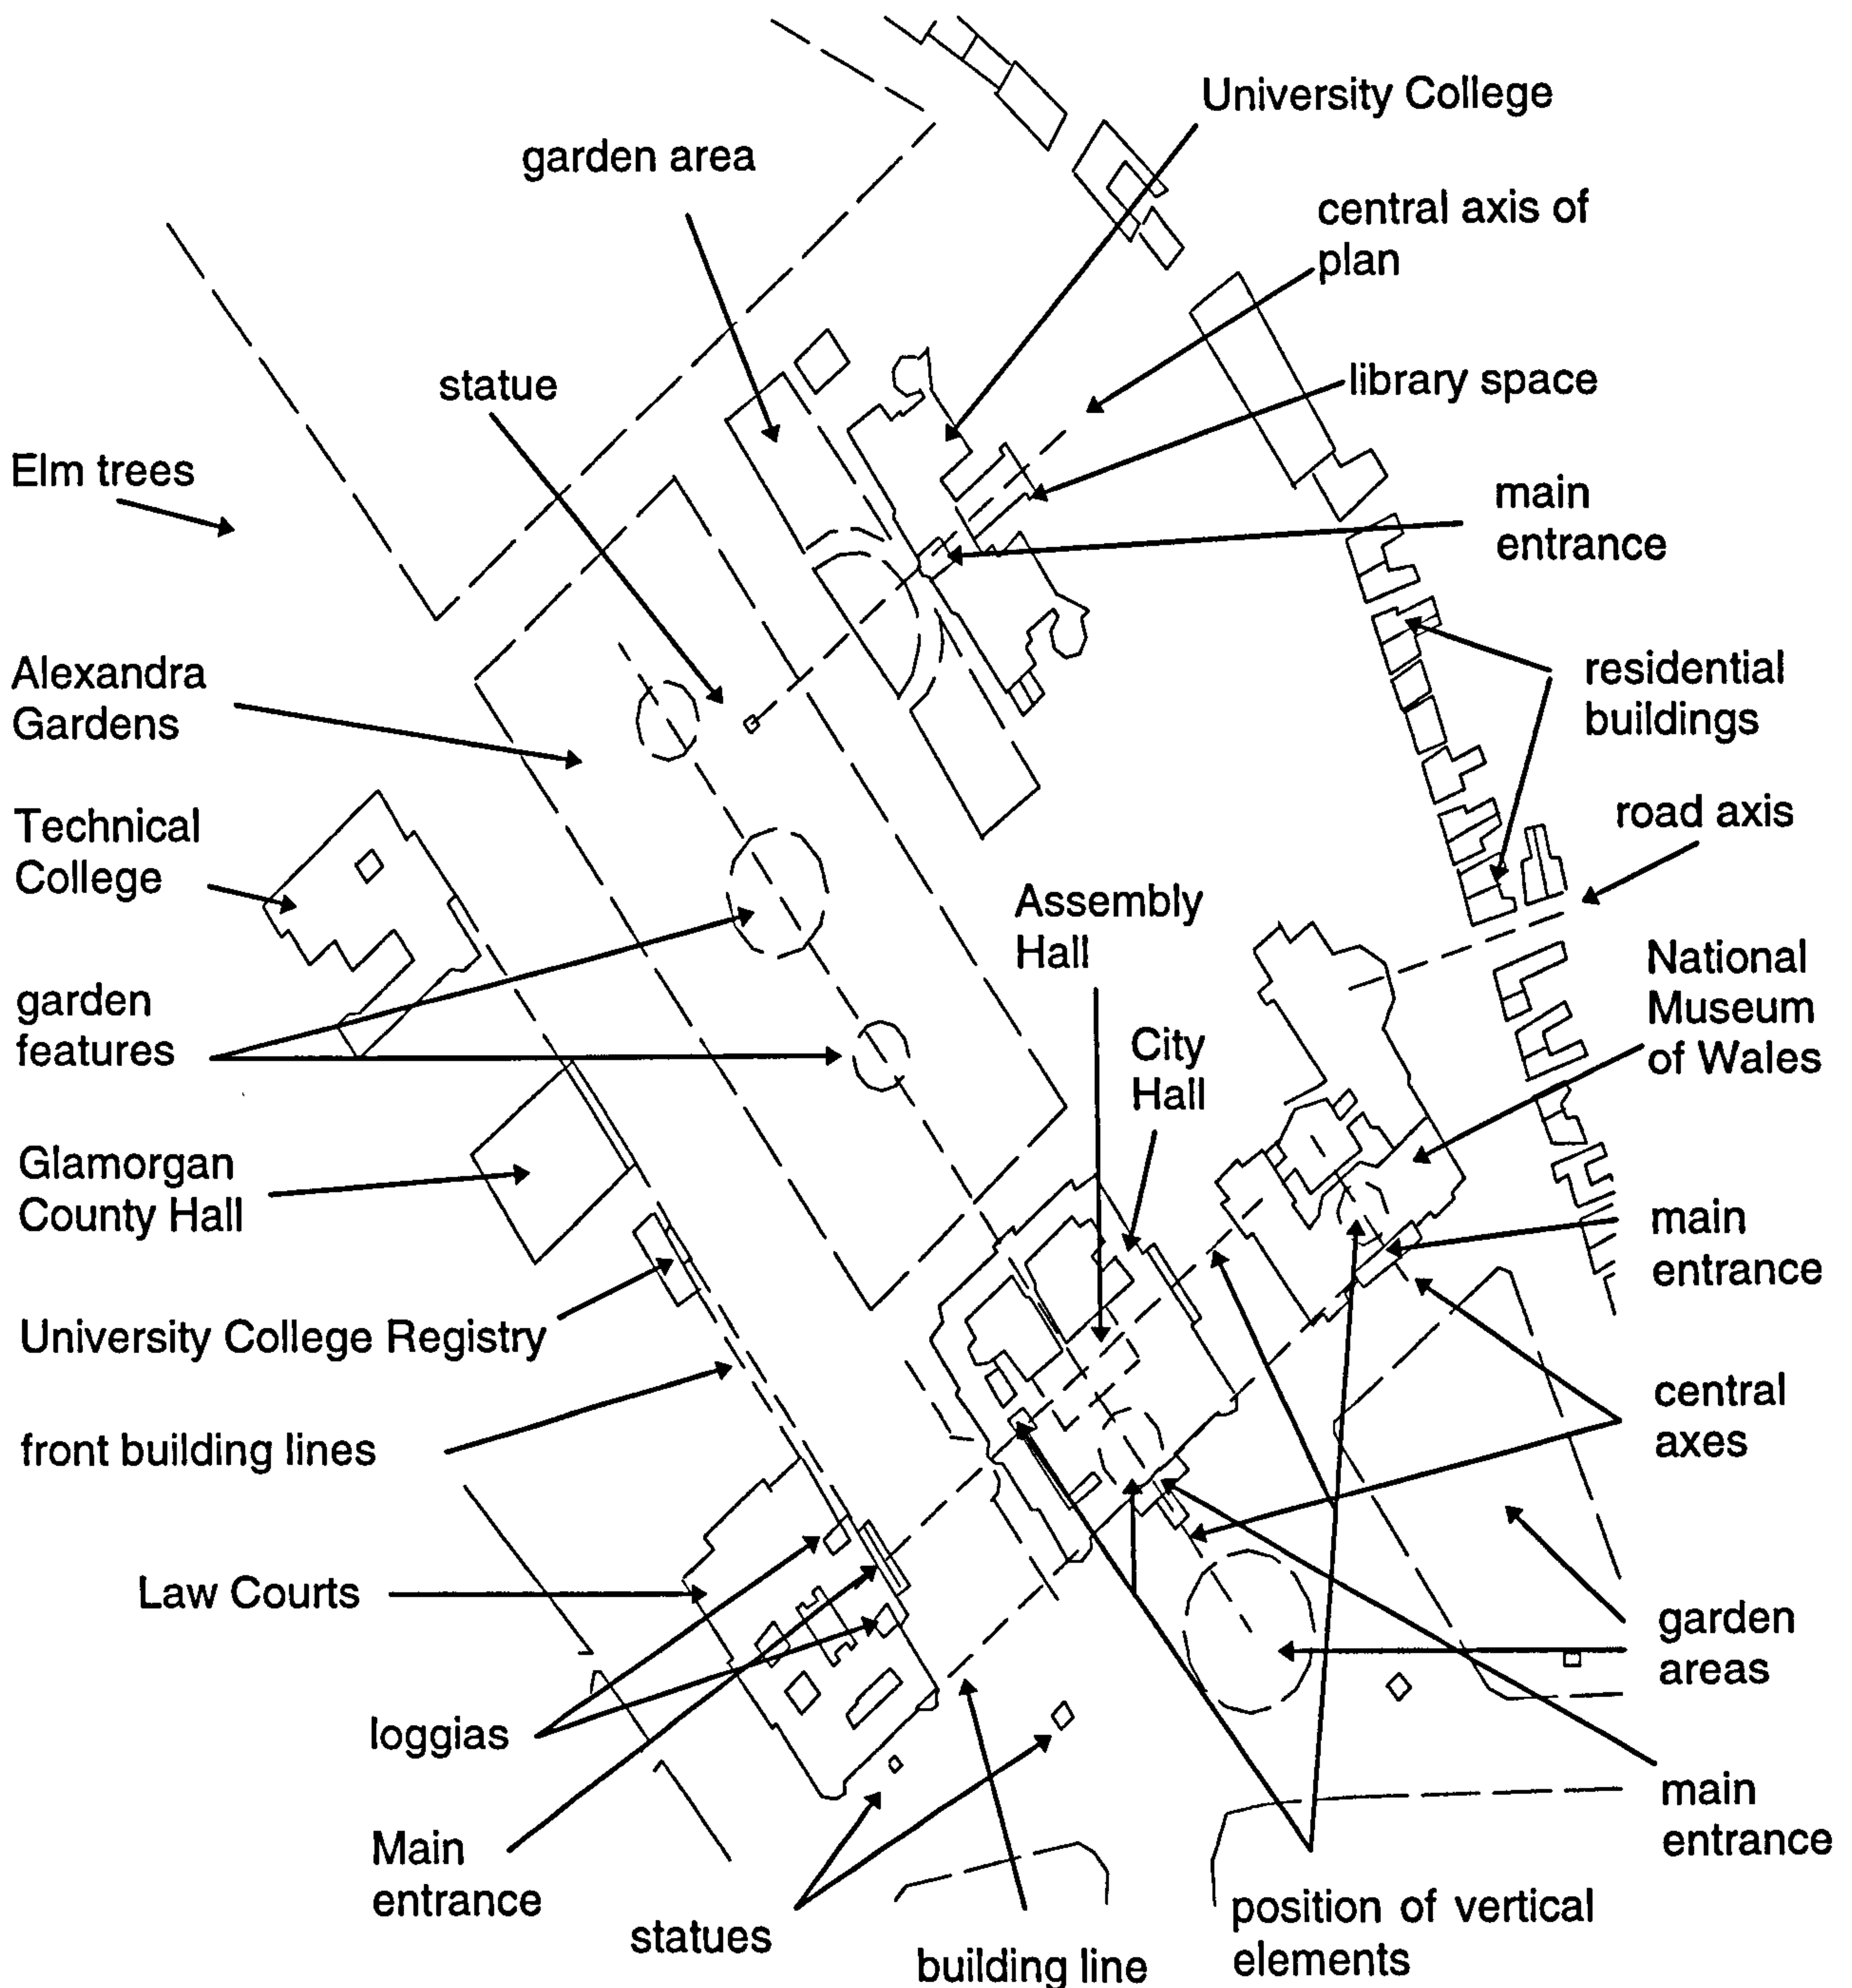 University College
garden area
central axis of
plan
statue
library space
Elm trees
main
entrance
Alexandra
Gardens
residential
buildings
Technical
College
road axis
Assembly
Hall
National
Museum
of Wales
garden
features
City
Hall
Glamorgan
County Hall
main
entrance
University College Registry
central
axes
front building lines
Law Courts
garden
areas
loggias
main
entrance
Main
entrance
statues
building line
position of vertical
elements